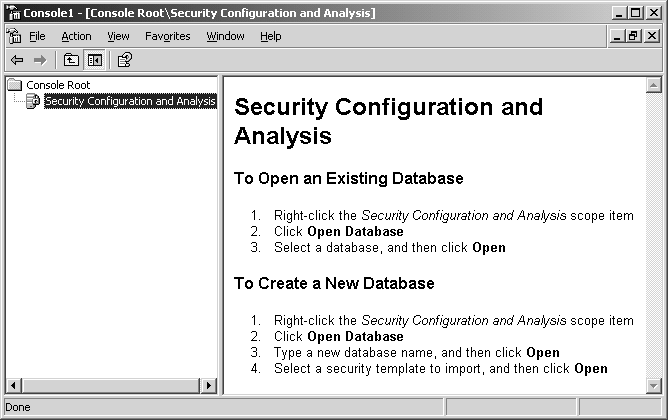 Console1 - [Console Root\Security Configuration and Analysis]
File Action View Favorites Window Help
Console Root
Security Configuration and Analysis
Security Configuration and
Analysis
To Open an Existing Database
1. Right-click the Security Configuration and Analysis scope item
2. Click Open Database
3. Select a database, and then click Open
To Create a New Database
1. Right-click the Security Configuration and Analysis scope item
2. Click Open Database
3. Type a new database name, and then click Open
4. Select a security template to import, and then click Open
Done